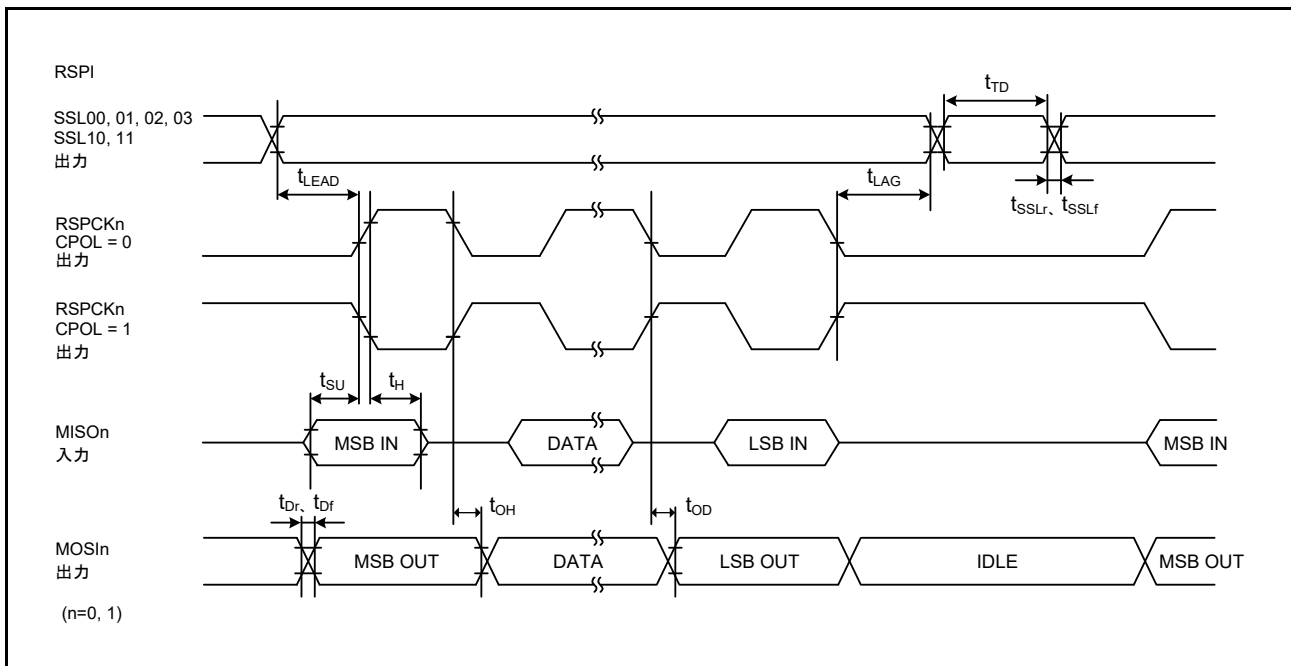 RSPI
SSL00, 01, 02, 03
SSL10, 11
出力
tTD
tLEAD
tLAG
tSSLr、tSSLf
RSPCKn
CPOL = 0
出力
RSPCKn
CPOL = 1
出力
tSU
tH
MISOn
入力
MSB IN
DATA
LSB IN
MSB IN
tDr、tDf
tOH
tOD
MOSIn
出力
MSB OUT
DATA
LSB OUT
IDLE
MSB OUT
(n=0, 1)